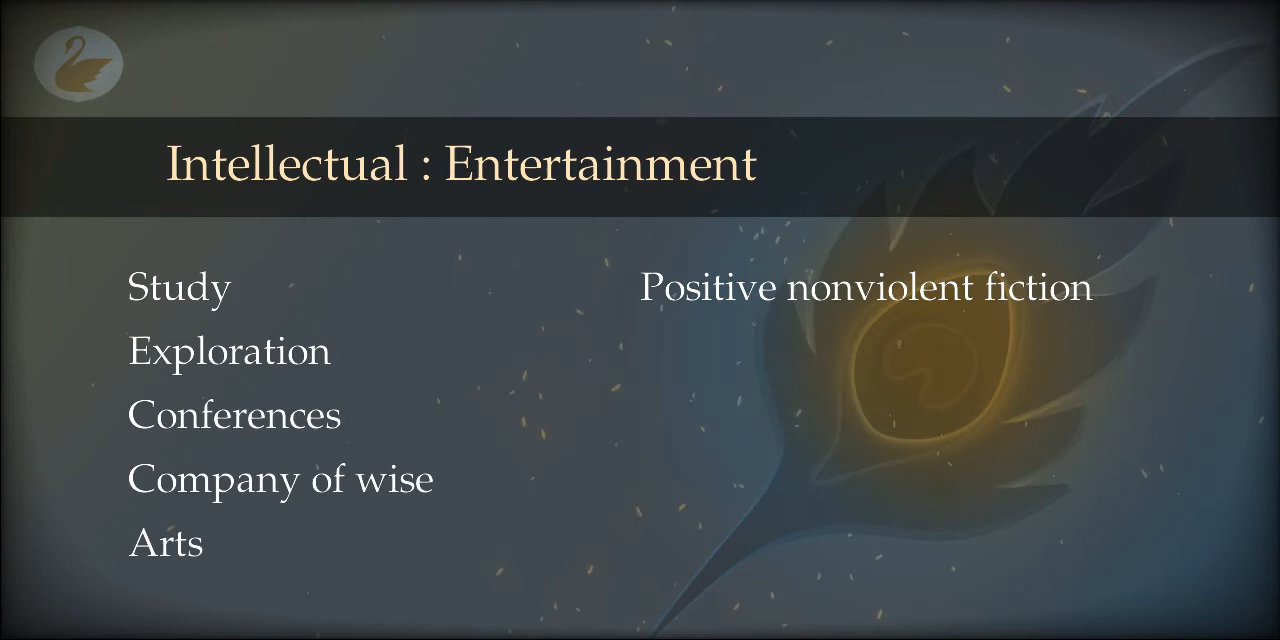 Intellectual : Entertainment
Study
Exploration
Conferences
Company of wise
Arts
Positive nonviolent fiction